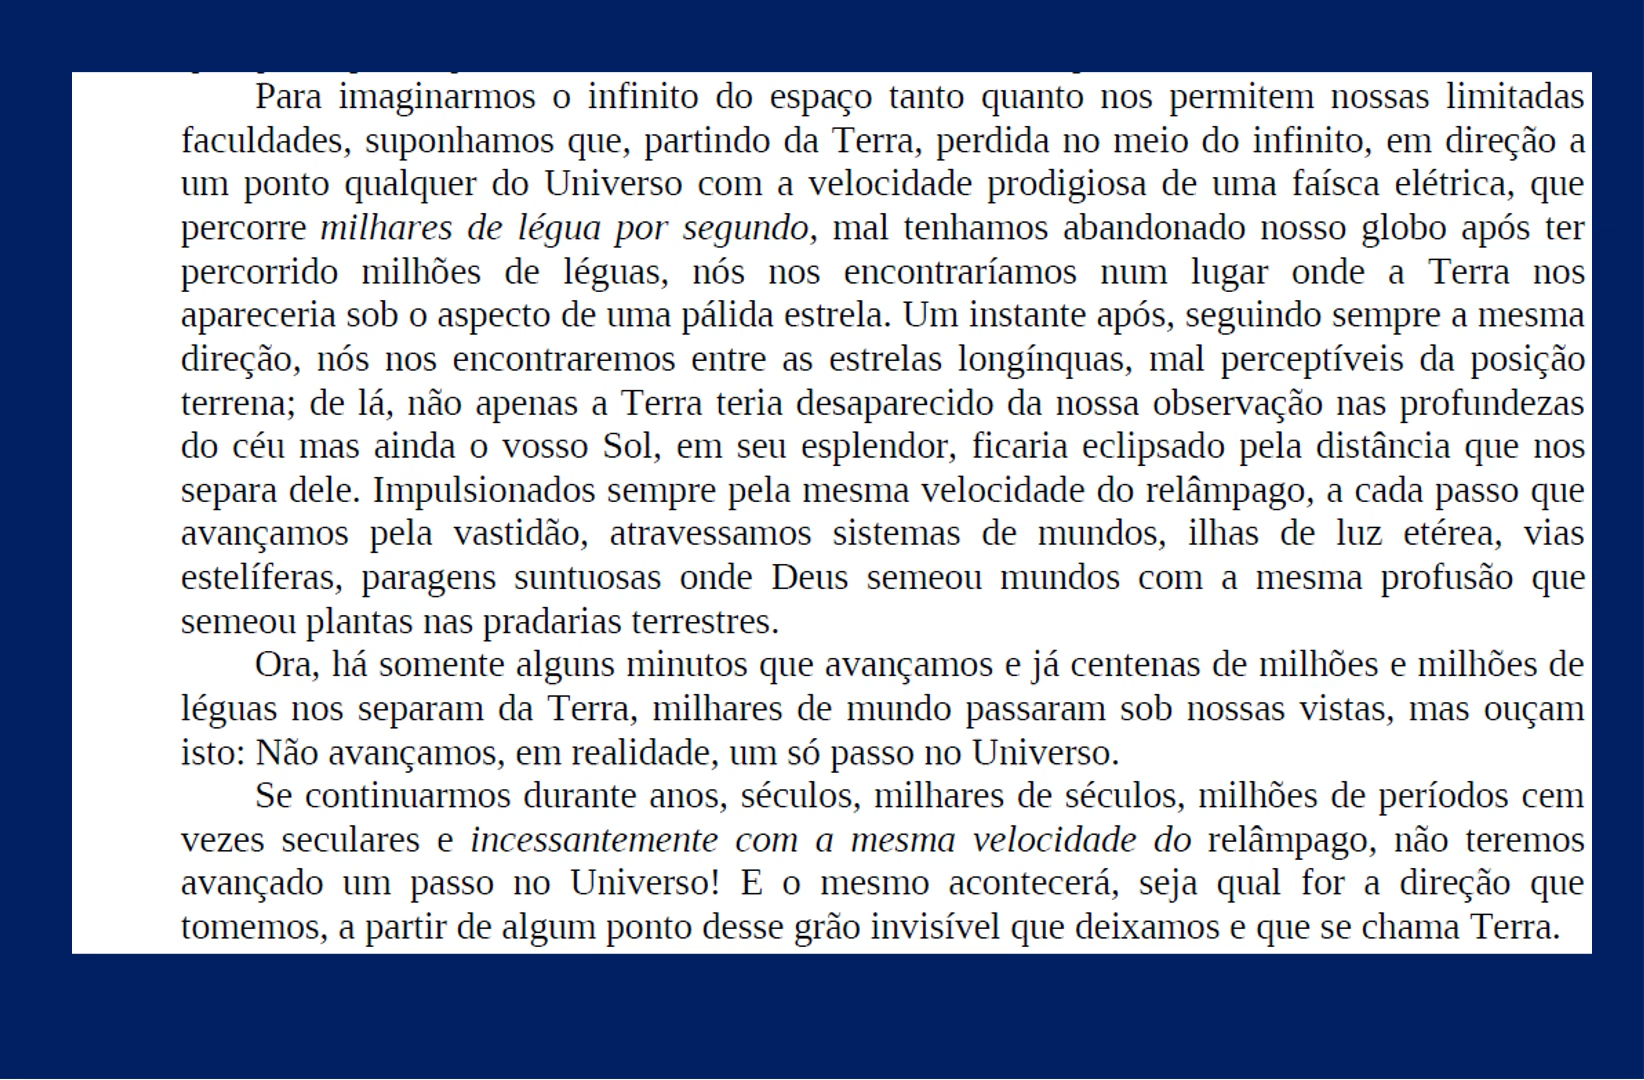 Para imaginarmos o infinito do espaço tanto quanto nos permitem nossas limitadas
faculdades, suponhamos que, partindo da Terra, perdida no meio do infinito, em direção a
um ponto qualquer do Universo com a velocidade prodigiosa de uma faísca elétrica, que
percorre milhares de légua por segundo, mal tenhamos abandonado nosso globo após ter
percorrido milhões de léguas, nós nos encontraríamos num lugar onde a Terra nos
apareceria sob o aspecto de uma pálida estrela. Um instante após, seguindo sempre a mesma
direção, nós nos encontraremos entre as estrelas longínquas, mal perceptíveis da posição
terrena; de lá, não apenas a Terra teria desaparecido da nossa observação nas profundezas
do céu mas ainda o vosso Sol, em seu esplendor, ficaria eclipsado pela distância que nos
separa dele. Impulsionados sempre pela mesma velocidade do relâmpago, a cada passo que
avançamos pela vastidão, atravessamos sistemas de mundos, ilhas de luz etérea, vias
estelíferas, paragens suntuosas onde Deus semeou mundos com a mesma profusão que
semeou plantas nas pradarias terrestres.
Ora, há somente alguns minutos que avançamos e já centenas de milhões e milhões de
léguas nos separam da Terra, milhares de mundo passaram sob nossas vistas, mas ouçam
isto: Não avançamos, em realidade, um só passo no Universo.
Se continuarmos durante anos, séculos, milhares de séculos, milhões de períodos cem
vezes seculares e incessantemente com a mesma velocidade do relâmpago, não teremos
avançado um passo no Universo! E o mesmo acontecerá, seja qual for a direção que
tomemos, a partir de algum ponto desse grão invisível que deixamos e que se chama Terra.